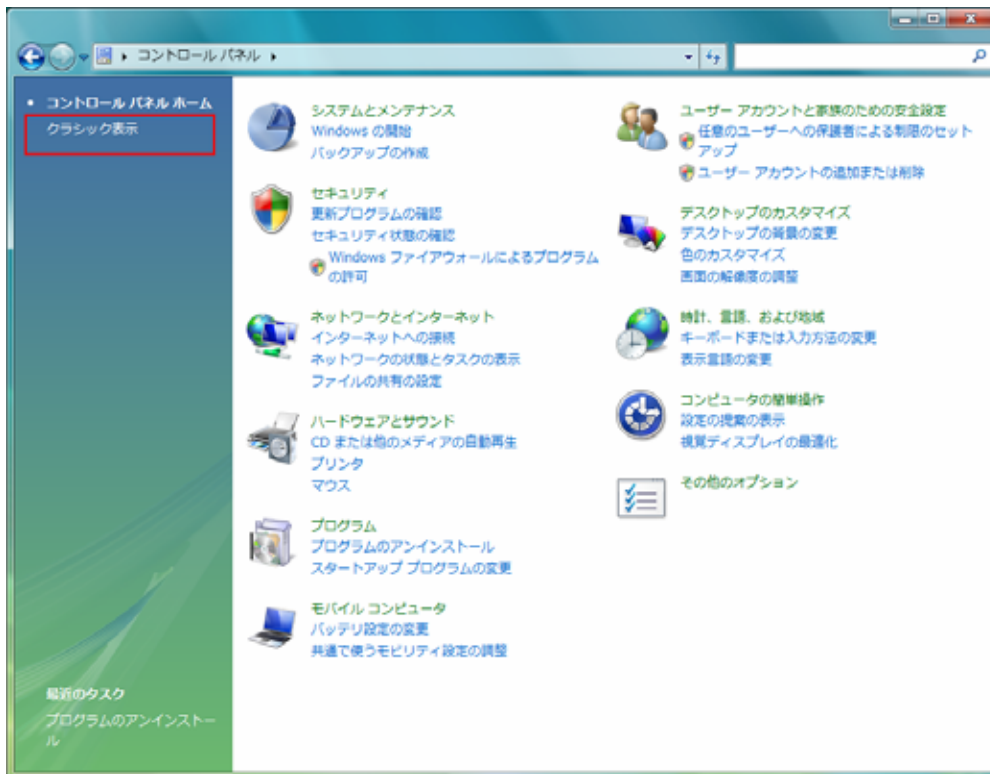 コントロール パネル
コントロール パネル ホーム
クラシック表示
システムとメンテナンス
Windows の開始
バックアップの作成
セキュリティ
更新プログラムの確認
セキュリティ状態の確認
Windows ファイアウォールによるプログラム
の許可
ネットワークとインターネット
インターネットへの接続
ネットワークの状態とタスクの表示
ファイルの共有の設定
ハードウェアとサウンド
CD または他のメディアの自動再生
プリンタ
マウス
プログラム
プログラムのアンインストール
スタートアップ プログラムの変更
モバイル コンピュータ
バッテリ設定の変更
共通で使うモビリティ設定の調整
ユーザー アカウントと家族のための安全設定
任意のユーザーへの保護者による制限のセット
アップ
ユーザー アカウントの追加または削除
デスクトップのカスタマイズ
デスクトップの背景の変更
色のカスタマイズ
画面の解像度の調整
時計、言語、および地域
キーボードまたは入力方法の変更
表示言語の変更
コンピュータの簡単操作
設定の提案の表示
視覚ディスプレイの最適化
その他のオプション
最近のタスク
プログラムのアンインストー
ル